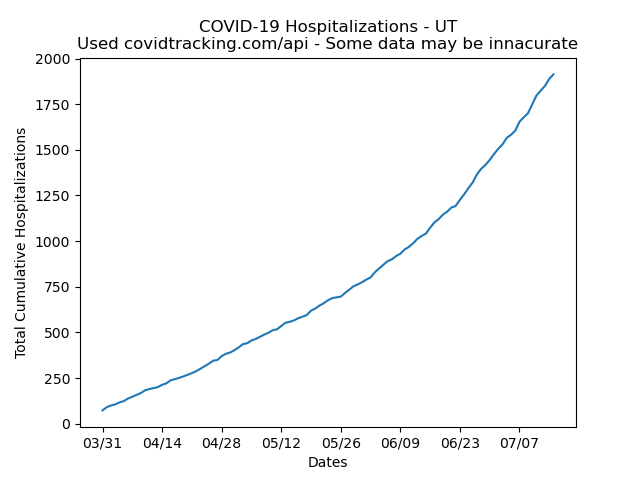 COVID-19 Hospitalizations - UT
Used covidtracking.com/api - Some data may be innacurate
2000
1750
1500
1250
1000
750
500
250
0
Total Cumulative Hospitalizations
03/31 04/14 04/28 05/12 05/26 06/09 06/23 07/07
Dates